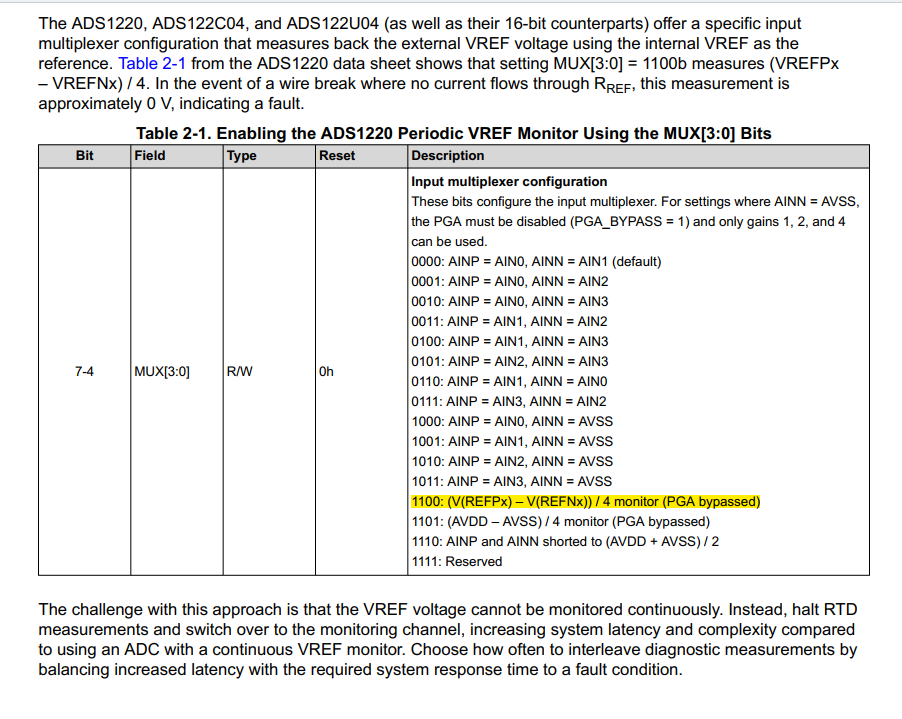 The ADS1220, ADS122C04, and ADS122U04 (as well as their 16-bit counterparts) offer a specific input
multiplexer configuration that measures back the external VREF voltage using the internal VREF as the
reference. Table 2-1 from the ADS1220 data sheet shows that setting MUX[3:0] = 1100b measures (VREFPx
– VREFNx) / 4. In the event of a wire break where no current flows through RREF, this measurement is
approximately 0 V, indicating a fault.
Table 2-1. Enabling the ADS1220 Periodic VREF Monitor Using the MUX[3:0] Bits
Bit Field Type Reset Description
7-4 MUX[3:0] R/W 0h
Input multiplexer configuration
These bits configure the input multiplexer. For settings where AINN = AVSS,
the PGA must be disabled (PGA_BYPASS = 1) and only gains 1, 2, and 4
can be used.
0000: AINP = AIN0, AINN = AIN1 (default)
0001: AINP = AIN0, AINN = AIN2
0010: AINP = AIN0, AINN = AIN3
0011: AINP = AIN1, AINN = AIN2
0100: AINP = AIN1, AINN = AIN3
0101: AINP = AIN2, AINN = AIN3
0110: AINP = AIN1, AINN = AIN0
0111: AINP = AIN3, AINN = AIN2
1000: AINP = AIN0, AINN = AVSS
1001: AINP = AIN1, AINN = AVSS
1010: AINP = AIN2, AINN = AVSS
1011: AINP = AIN3, AINN = AVSS
1100: (V(REFPx) – V(REFNx)) / 4 monitor (PGA bypassed)
1101: (AVDD – AVSS) / 4 monitor (PGA bypassed)
1110: AINP and AINN shorted to (AVDD + AVSS) / 2
1111: Reserved
The challenge with this approach is that the VREF voltage cannot be monitored continuously. Instead, halt RTD
measurements and switch over to the monitoring channel, increasing system latency and complexity compared
to using an ADC with a continuous VREF monitor. Choose how often to interleave diagnostic measurements by
balancing increased latency with the required system response time to a fault condition.